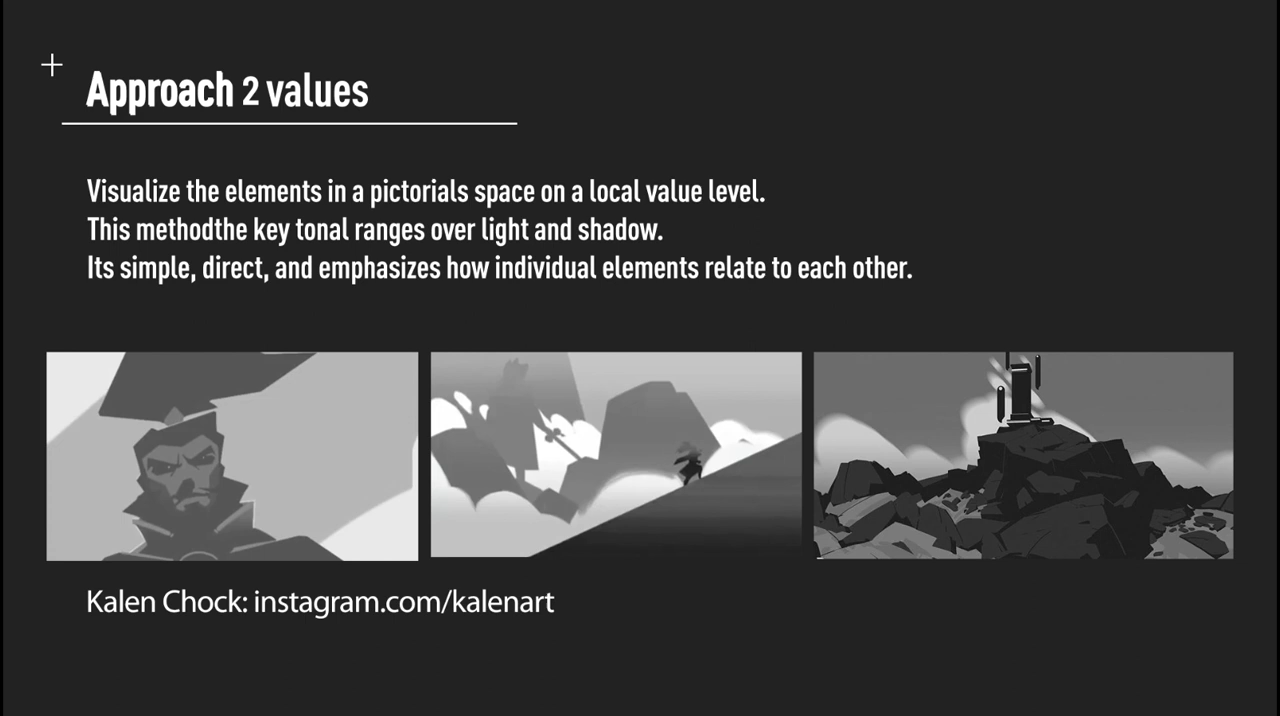 Approach 2 values
Visualize the elements in a pictorials space on a local value level.
This methodthe key tonal ranges over light and shadow.
Its simple, direct, and emphasizes how individual elements relate to each other.
Kalen Chock: instagram.com/kalenart